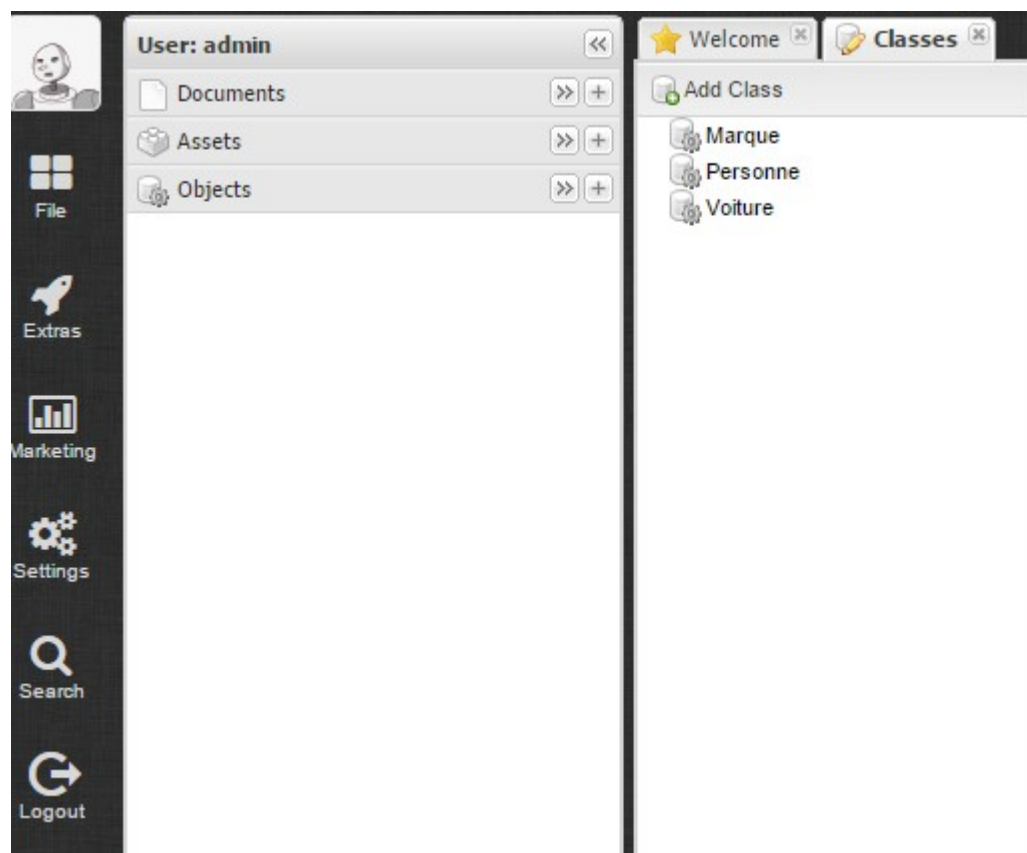 File
Extras
Marketing
Settings
Search
Logout
User: admin
Documents
Assets
Objects
Welcome
Classes
Add Class
Marque
Personne
Voiture